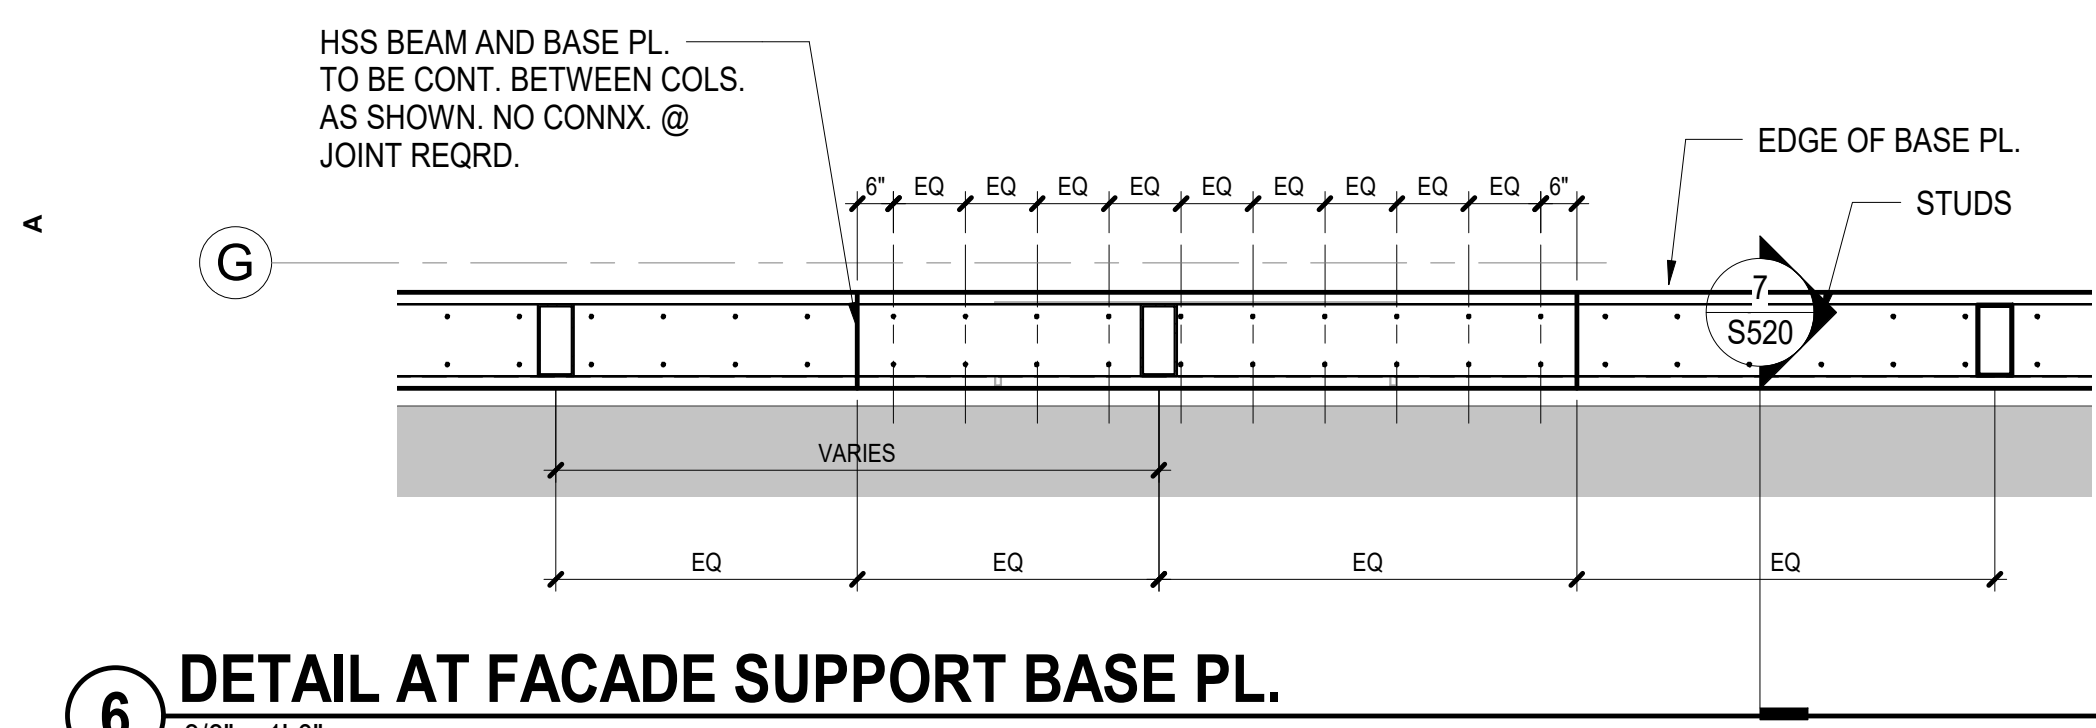 HSS BEAM AND BASE PL.
TO BE CONT. BETWEEN COLS.
AS SHOWN. NO CONNX. @
JOINT REQRD.
EDGE OF BASE PL.
STUDS
6" EQ EQ EQ EQ EQ EQ EQ EQ EQ 6"
A
G
7
S520
VARIES
EQ EQ EQ EQ
DETAIL AT FACADE SUPPORT BASE PL.
6